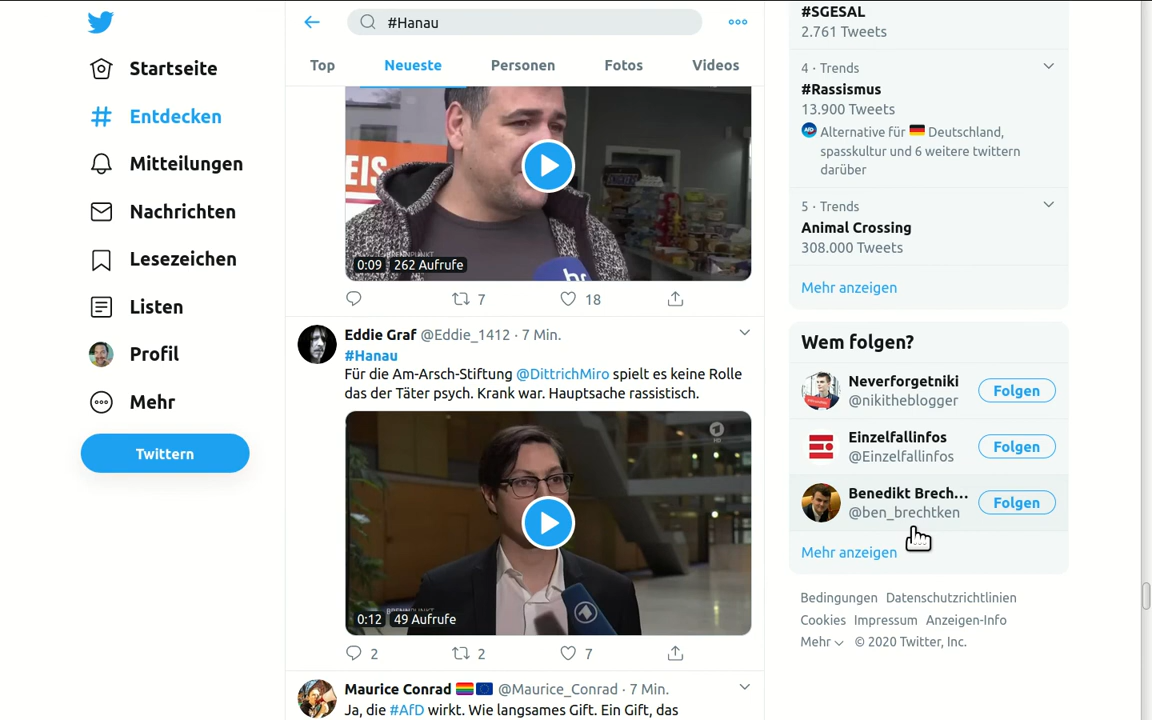 Startseite
Entdecken
Mitteilungen
Nachrichten
Lesezeichen
Listen
Profil
Mehr
Twittern
#Hanau
Top
Neueste
Personen
Fotos
Videos
EIS
0:09 262 Aufrufe
hr
7
18
Eddie Graf @Eddie_1412 · 7 Min.
#Hanau
Für die Am-Arsch-Stiftung @DittrichMiro spielt es keine Rolle
das der Täter psych. Krank war. Hauptsache rassistisch.
HD
0:12 49 Aufrufe
2
2
7
Maurice Conrad @Maurice_Conrad · 7 Min.
Ja, die #AfD wirkt. Wie langsames Gift. Ein Gift, das
#SGESAL
2.761 Tweets
4 · Trends
#Rassismus
13.900 Tweets
AfD
Alternative für Deutschland,
spasskultur und 6 weitere twittern
darüber
5 · Trends
Animal Crossing
308.000 Tweets
Mehr anzeigen
Wem folgen?
Neverforgetniki
@nikitheblogger
Folgen
Einzelfallinfos
@Einzelfallinfos
Folgen
Benedikt Brech...
@ben_brechtken
Folgen
Mehr anzeigen
Bedingungen Datenschutzrichtlinien
Cookies Impressum Anzeigen-Info
Mehr © 2020 Twitter, Inc.